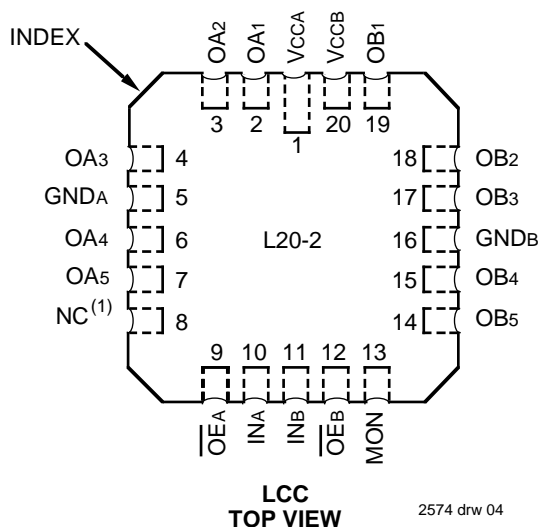 INDEX
OA2
OA1
VCCA
VCCB
OB1
3
2
1
20
19
OA3 4
GNDA 5
OA4 6
OA5 7
NC(1) 8
L20-2
18 OB2
17 OB3
16 GNDB
15 OB4
14 OB5
9 10 11 12 13
OEA
INA
INB
OEB
MON
LCC
TOP VIEW
2574 drw 04